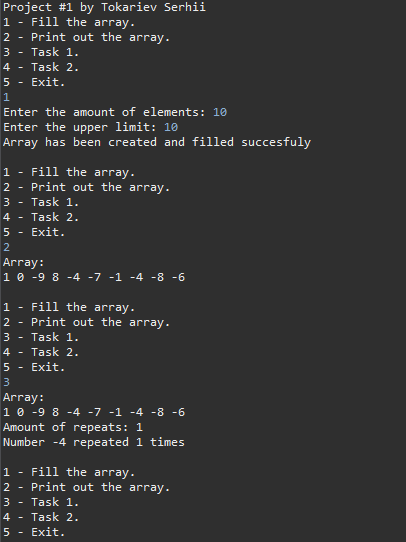 Project #1 by Tokariev Serhii
1 - Fill the array.
2 - Print out the array.
3 - Task 1.
4 - Task 2.
5 - Exit.
1
Enter the amount of elements: 10
Enter the upper limit: 10
Array has been created and filled succesfuly
1 - Fill the array.
2 - Print out the array.
3 - Task 1.
4 - Task 2.
5 - Exit.
2
Array:
1 0 -9 8 -4 -7 -1 -4 -8 -6
1 - Fill the array.
2 - Print out the array.
3 - Task 1.
4 - Task 2.
5 - Exit.
3
Array:
1 0 -9 8 -4 -7 -1 -4 -8 -6
Amount of repeats: 1
Number -4 repeated 1 times
1 - Fill the array.
2 - Print out the array.
3 - Task 1.
4 - Task 2.
5 - Exit.